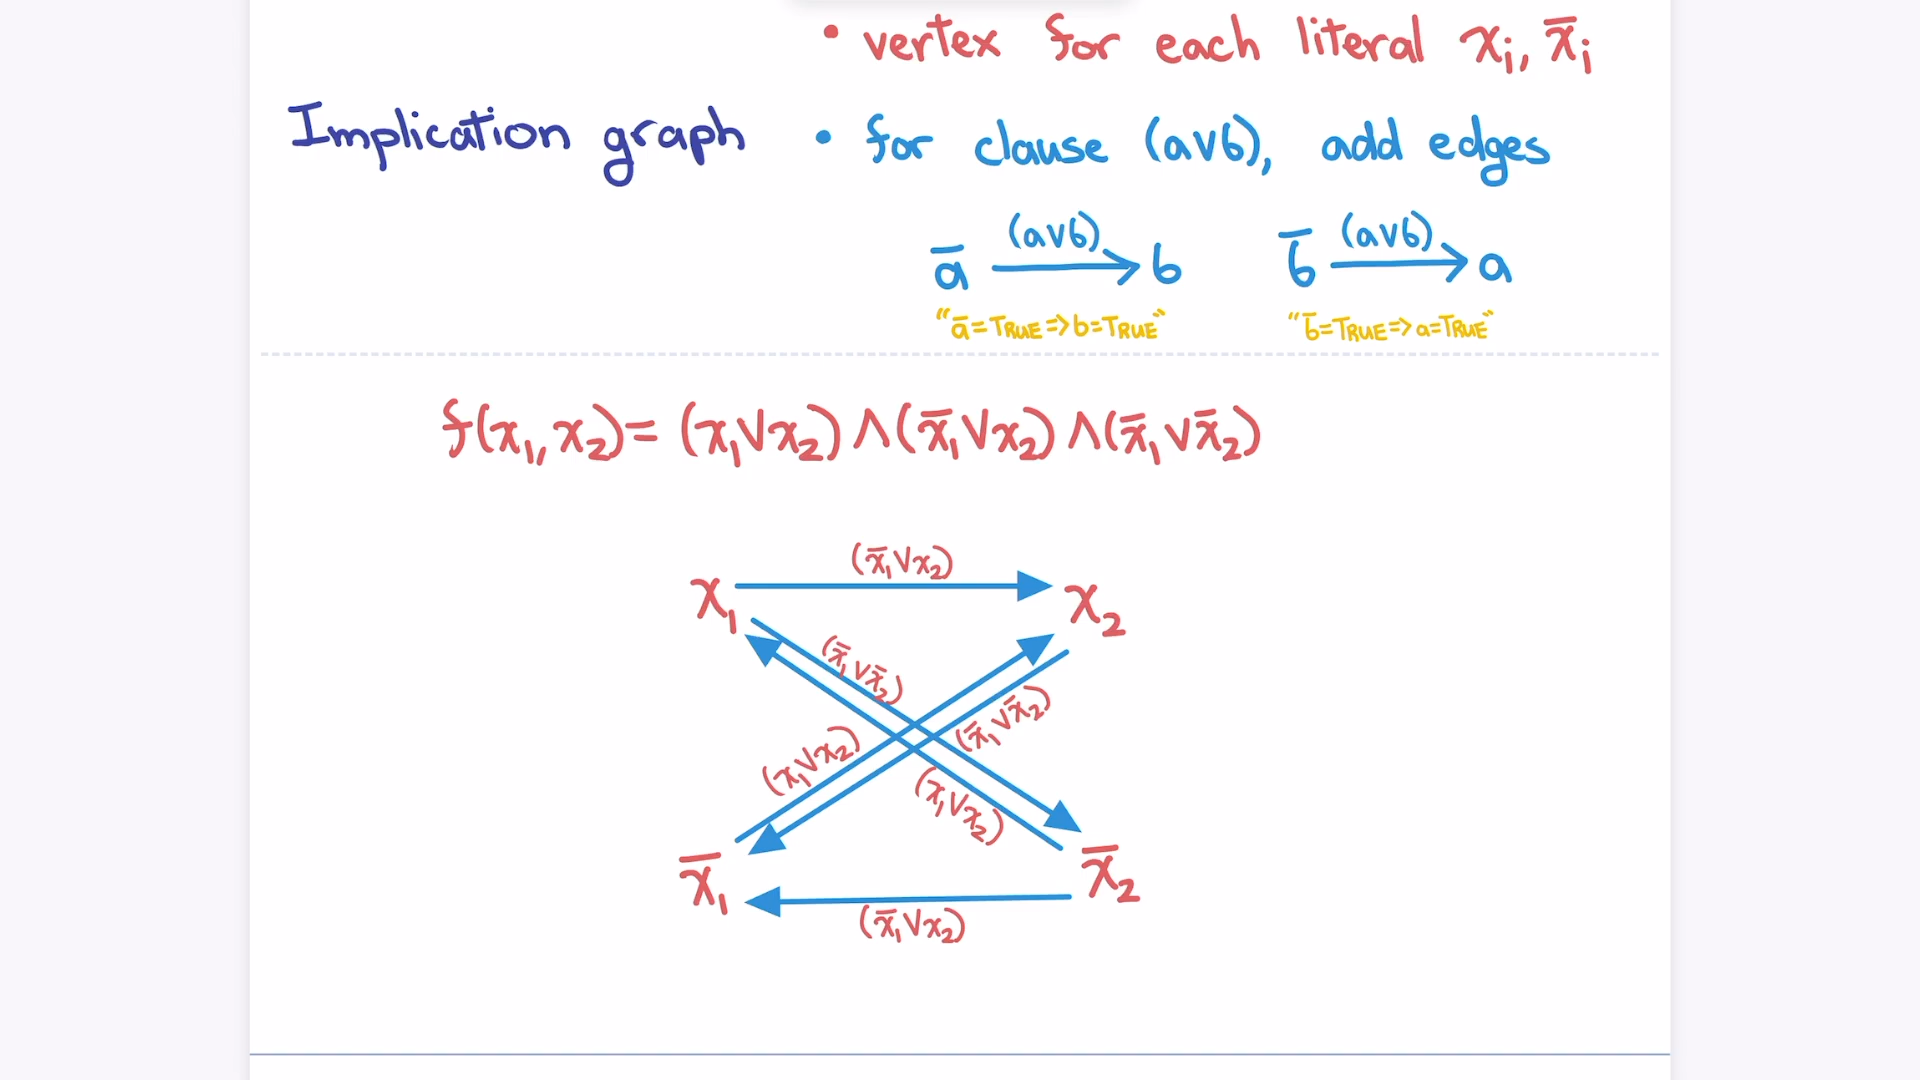 • vertex for each literal x₁, x̄ᵢ
Implication graph
• for clause (a∨b), add edges
(a∨b) (a∨b)
ā → b b̄ → a
"ā=TRUE=>b=TRUE" "b̄=TRUE=>a=TRUE"
f(x₁, x₂)= (x₁∨x₂) ∧ (x̄₁∨x₂) ∧ (x̄₁∨x̄₂)
(x̄₁∨x₂)
x₁ x₂
(x̄₁∨x̄₂)
(x̄₁∨x̄₂)
(x₁∨x₂)
(x₁∨x₂)
x̄₁ x̄₂
(x̄₁∨x₂)